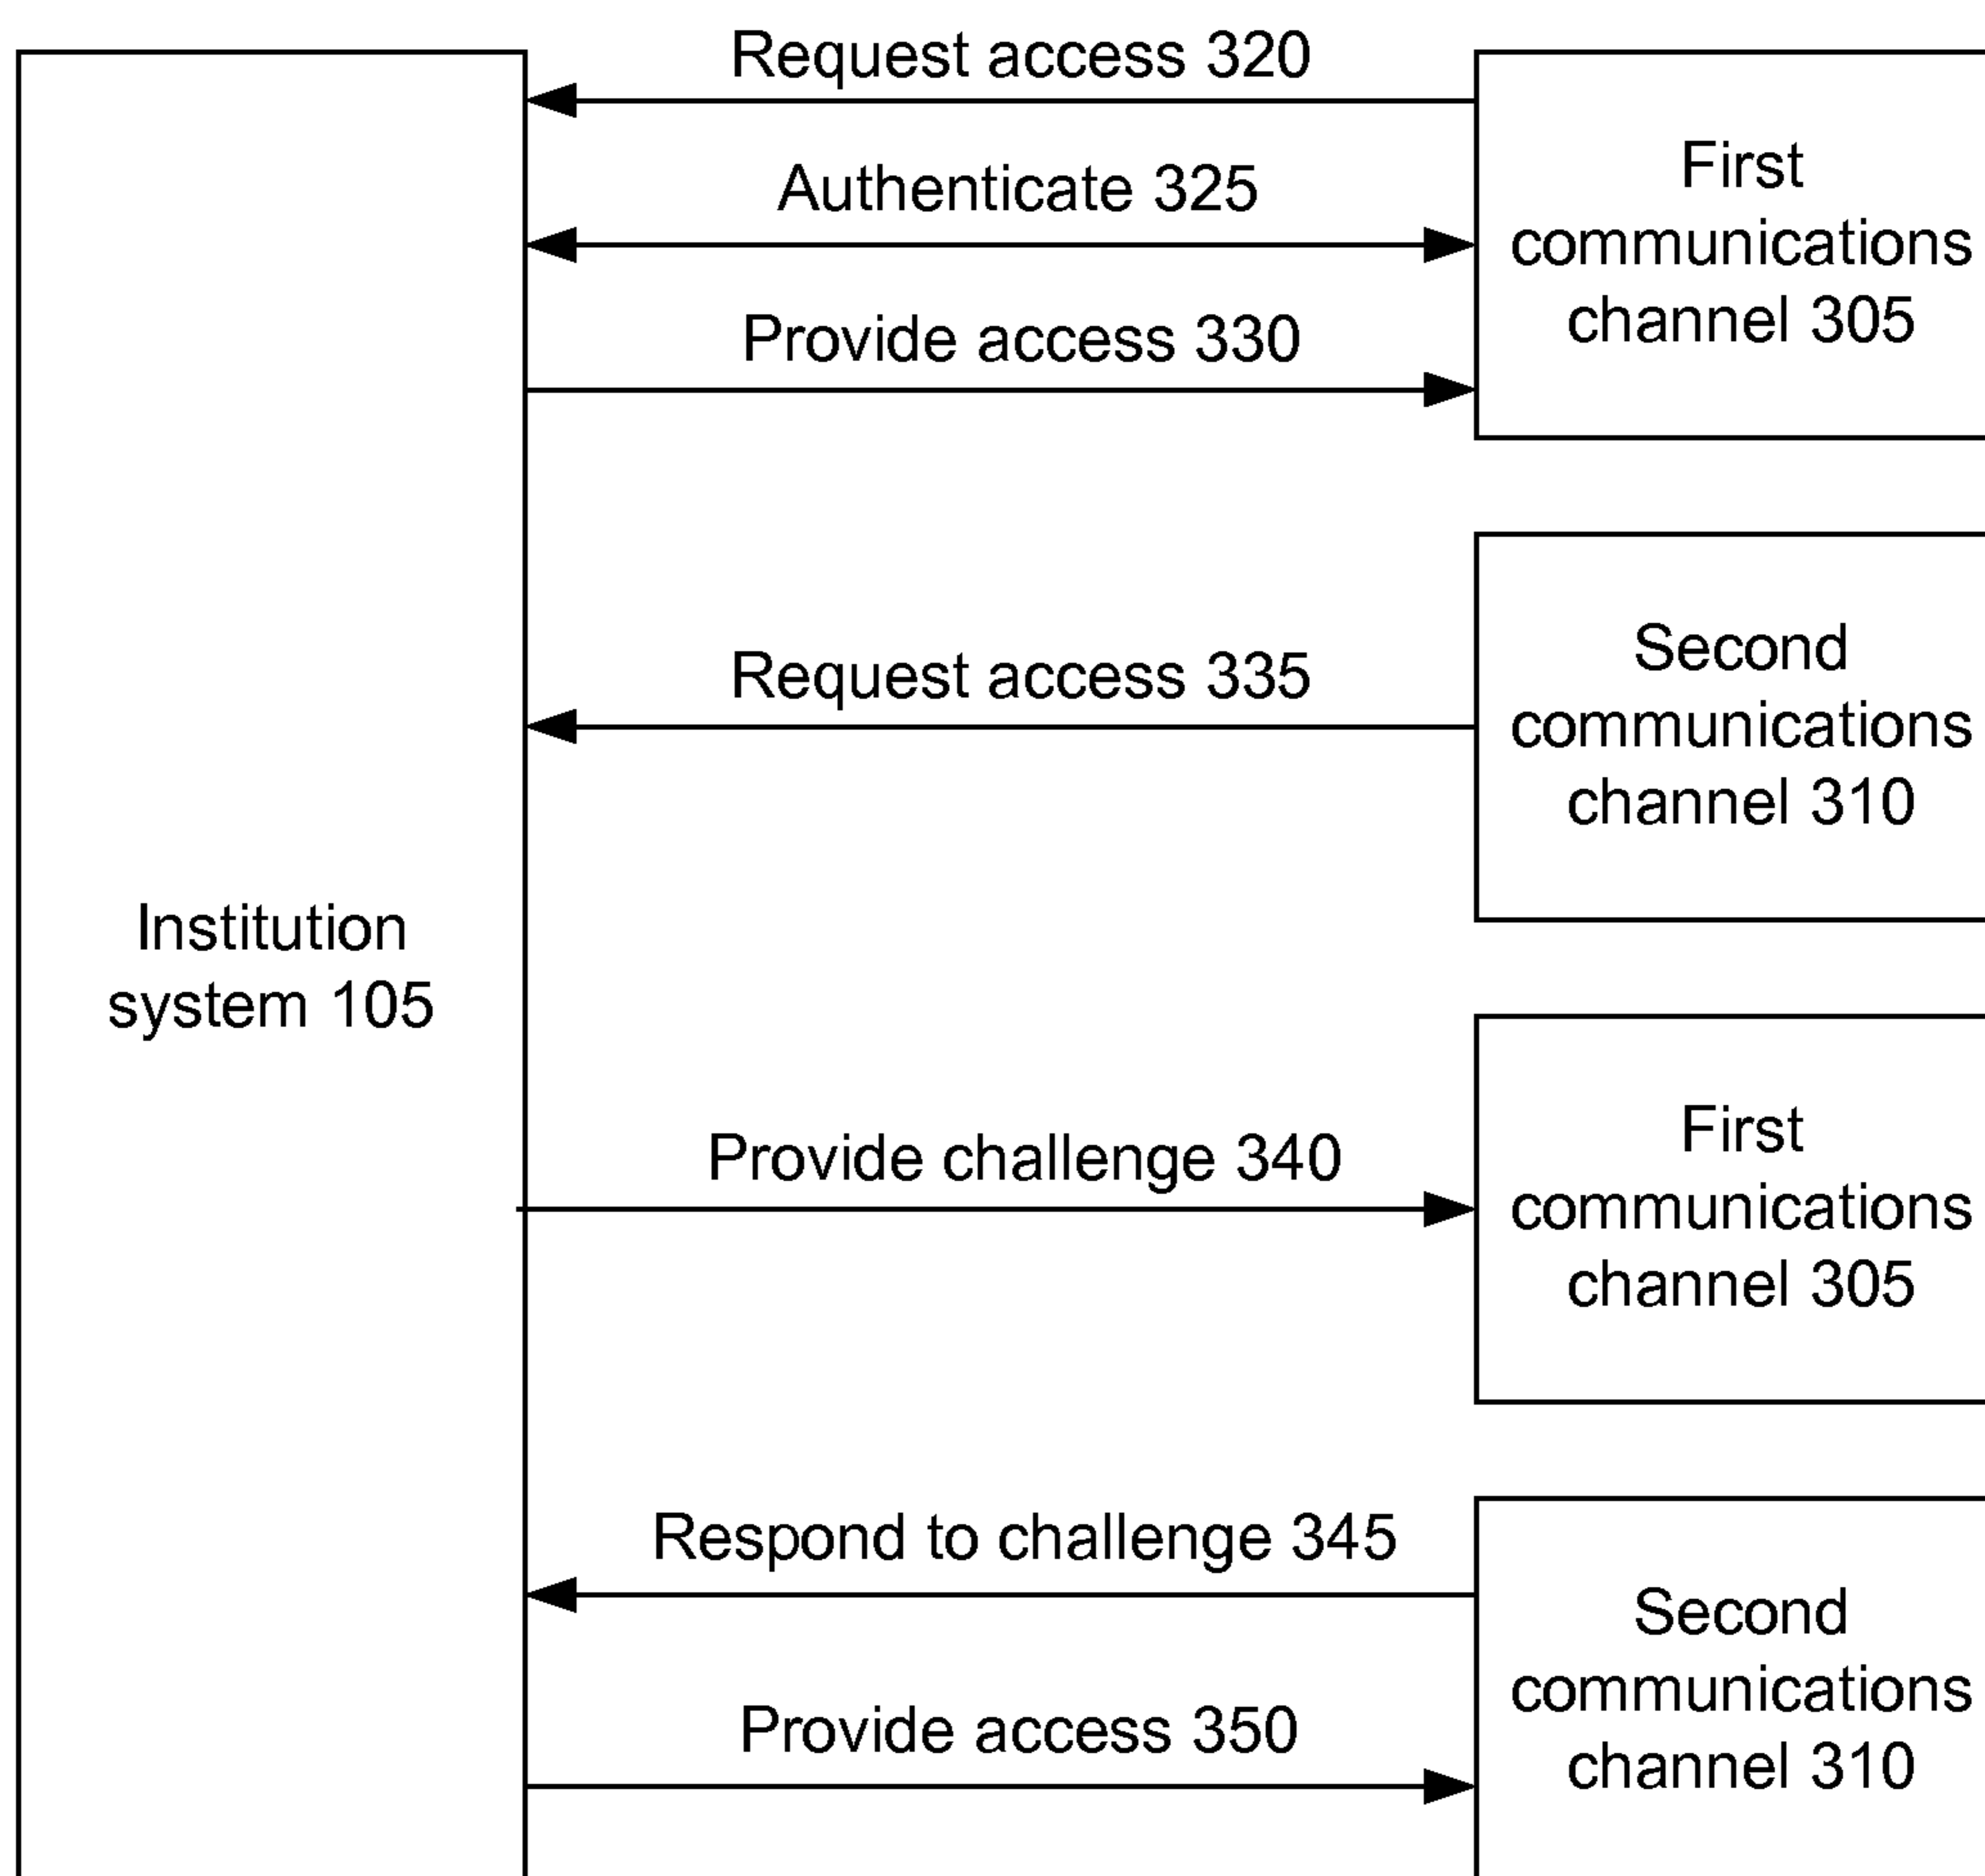 Request access 320
Authenticate 325
Provide access 330
First
communications
channel 305
Request access 335
Second
communications
channel 310
Institution
system 105
Provide challenge 340
First
communications
channel 305
Respond to challenge 345
Provide access 350
Second
communications
channel 310